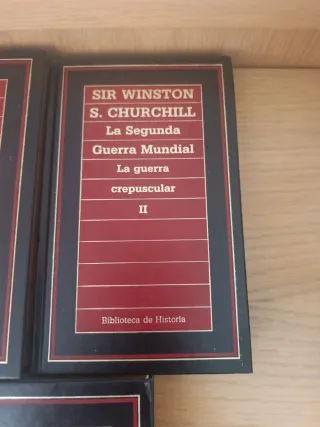 SIR WINSTON
S. CHURCHILL
La Segunda
Guerra Mundial
La guerra
crepuscular
II
Biblioteca de Historia